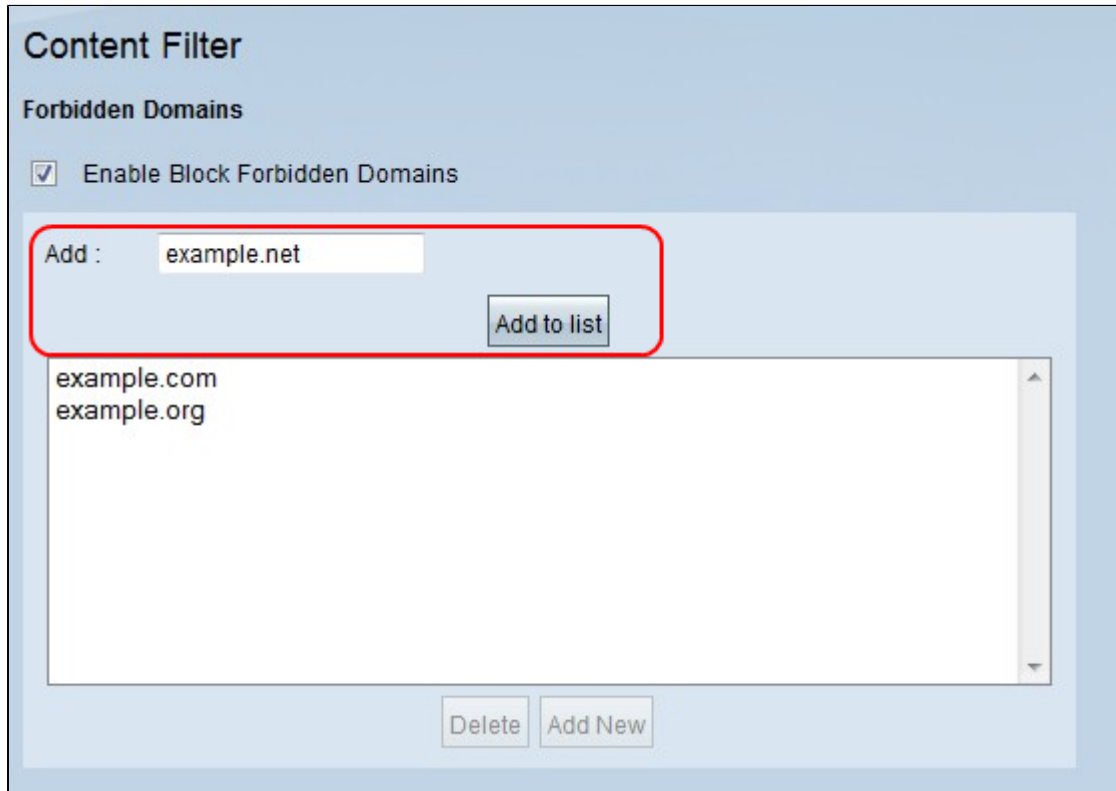 Content Filter
Forbidden Domains
Enable Block Forbidden Domains
Add : example.net
Add to list
example.com
example.org
Delete Add New